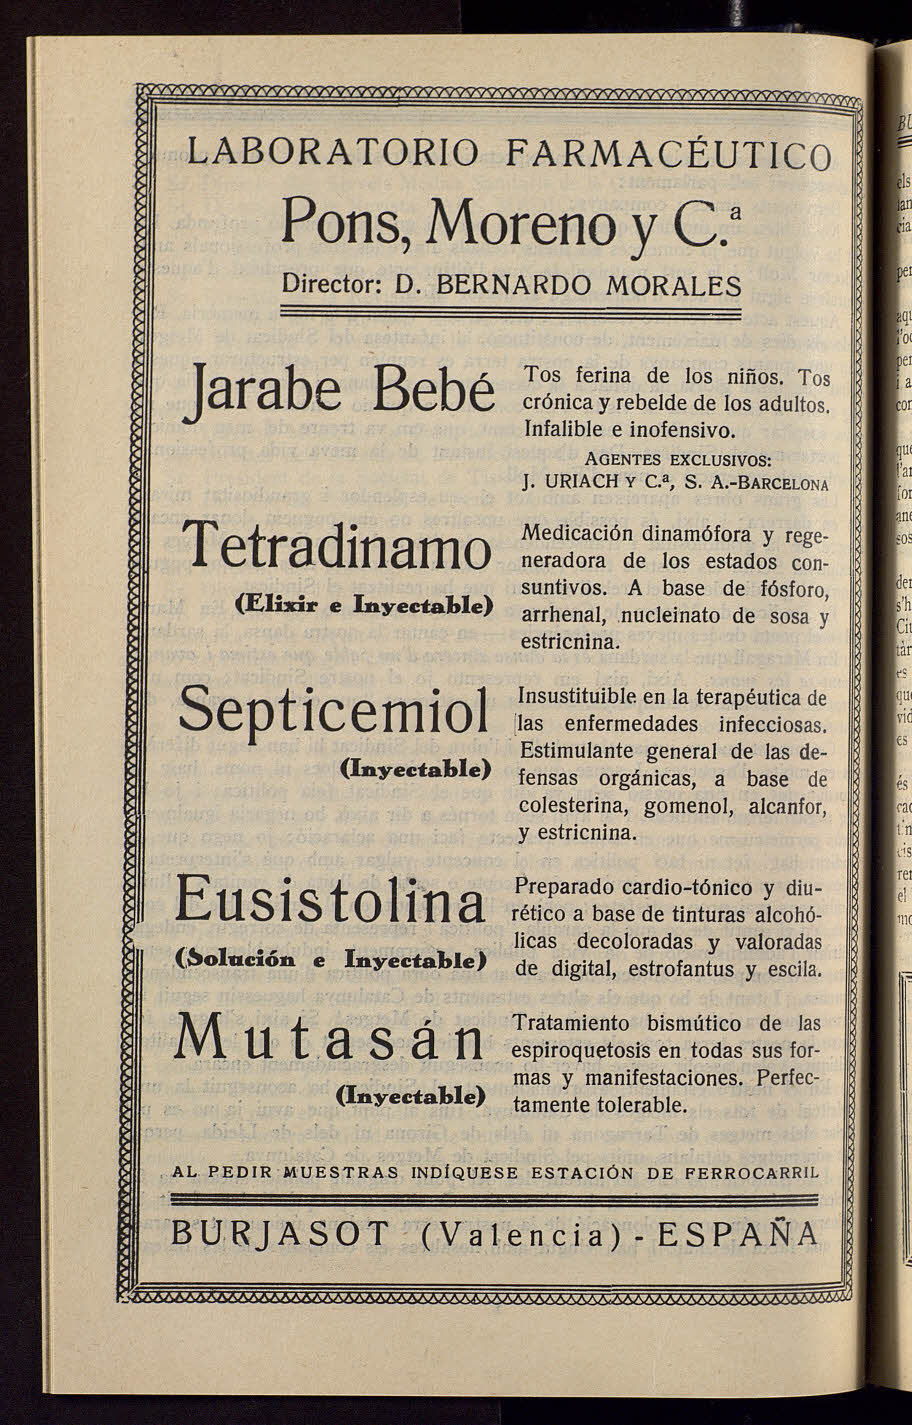 LABORATORIO FARMACÉUTICO
Pons, Moreno y C.ª
Director: D. BERNARDO MORALES
Jarabe Bebé
Tos ferina de los niños. Tos
crónica y rebelde de los adultos.
Infalible e inofensivo.
AGENTES EXCLUSIVOS:
J. URIACH Y C.ª, S. A.-BARCELONA
Tetradinamo
(Elixir e Inyectable)
Medicación dinamófora y rege-
neradora de los estados con-
suntivos. A base de fósforo,
arrhenal, nucleinato de sosa y
estricnina.
Septicemiol
(Inyectable)
Insustituible en la terapéutica de
las enfermedades infecciosas.
Estimulante general de las de-
fensas orgánicas, a base de
colesterina, gomenol, alcanfor,
y estricnina.
Eusistolina
(Solución e Inyectable)
Preparado cardio-tónico y diu-
rético a base de tinturas alcohó-
licas decoloradas y valoradas
de digital, estrofantus y escila.
Mutasán
(Inyectable)
Tratamiento bismútico de las
espiroquetosis en todas sus for-
mas y manifestaciones. Perfec-
tamente tolerable.
AL PEDIR MUESTRAS INDÍQUESE ESTACIÓN DE FERROCARRIL
BURJASOT (Valencia) - ESPAÑA